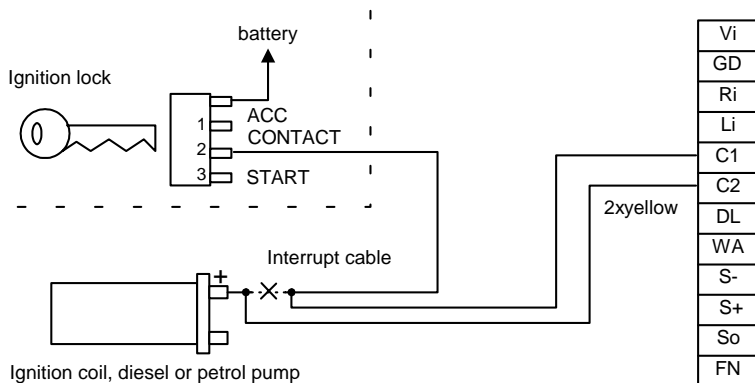 battery
Ignition lock
ACC
1
CONTACT
2
3 START
+
Interrupt cable
2xyellow
Ignition coil, diesel or petrol pump
Vi
GD
Ri
Li
C1
C2
DL
WA
S-
S+
So
FN